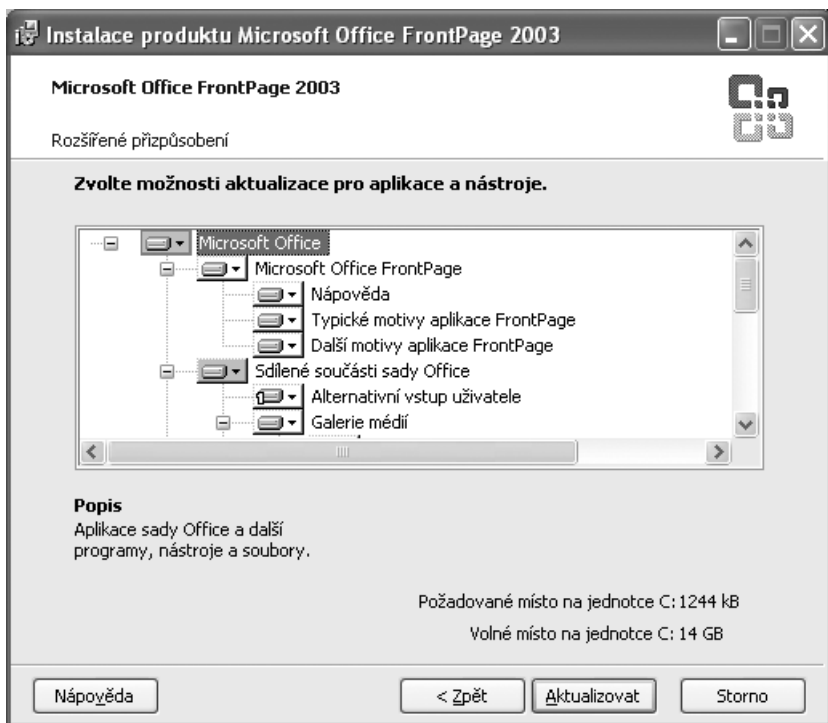 Instalace produktu Microsoft Office FrontPage 2003
Microsoft Office FrontPage 2003
Rozšířené přizpůsobení
Zvolte možnosti aktualizace pro aplikace a nástroje.
Microsoft Office
Microsoft Office FrontPage
Nápověda
Typické motivy aplikace FrontPage
Další motivy aplikace FrontPage
Sdílené součásti sady Office
Alternativní vstup uživatele
Galerie médií
Popis
Aplikace sady Office a další
programy, nástroje a soubory.
Požadované místo na jednotce C: 1244 kB
Volné místo na jednotce C: 14 GB
Nápověda < Zpět Aktualizovat Storno